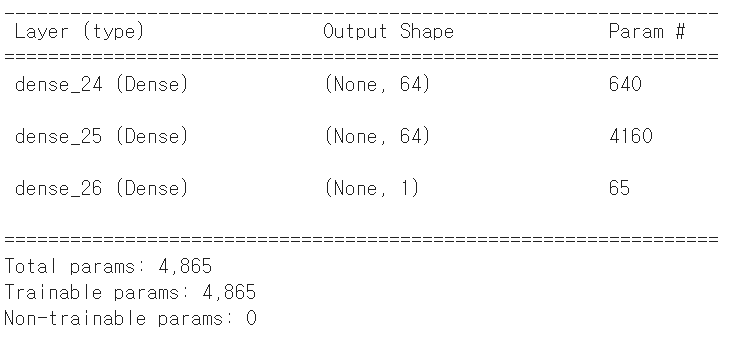 _________________________________________________________________
Layer (type)                Output Shape              Param #
=================================================================
dense_24 (Dense)            (None, 64)                640
dense_25 (Dense)            (None, 64)                4160
dense_26 (Dense)            (None, 1)                 65
=================================================================
Total params: 4,865
Trainable params: 4,865
Non-trainable params: 0